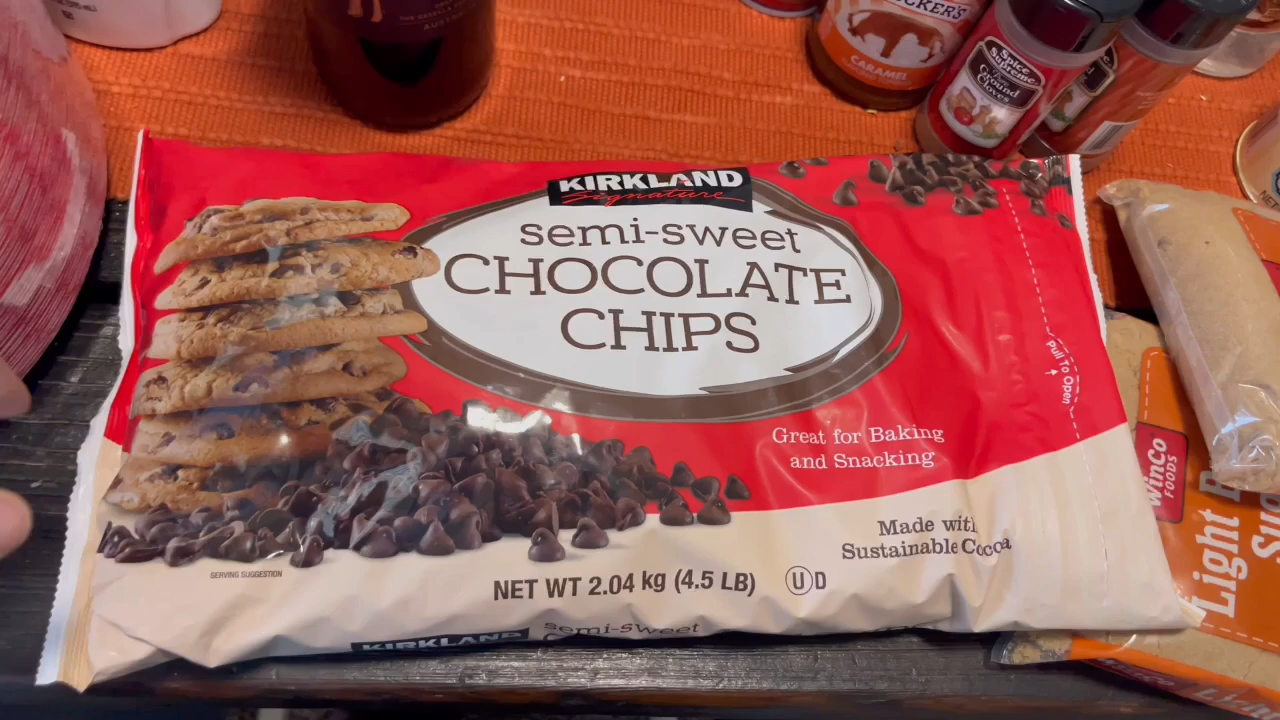 AUSTRI
CARAMEL
Spice
Supreme
Ground
Cloves
KIRKLAND
Signature
semi-sweet
CHOCOLATE
CHIPS
Pull To Open
Great for Baking
and Snacking
Made with
Sustainable Cocoa
SERVING SUGGESTION
NET WT 2.04 kg (4.5 LB)
U D
KIRKLAND
semi-sweet
WinCo
FOODS
Light